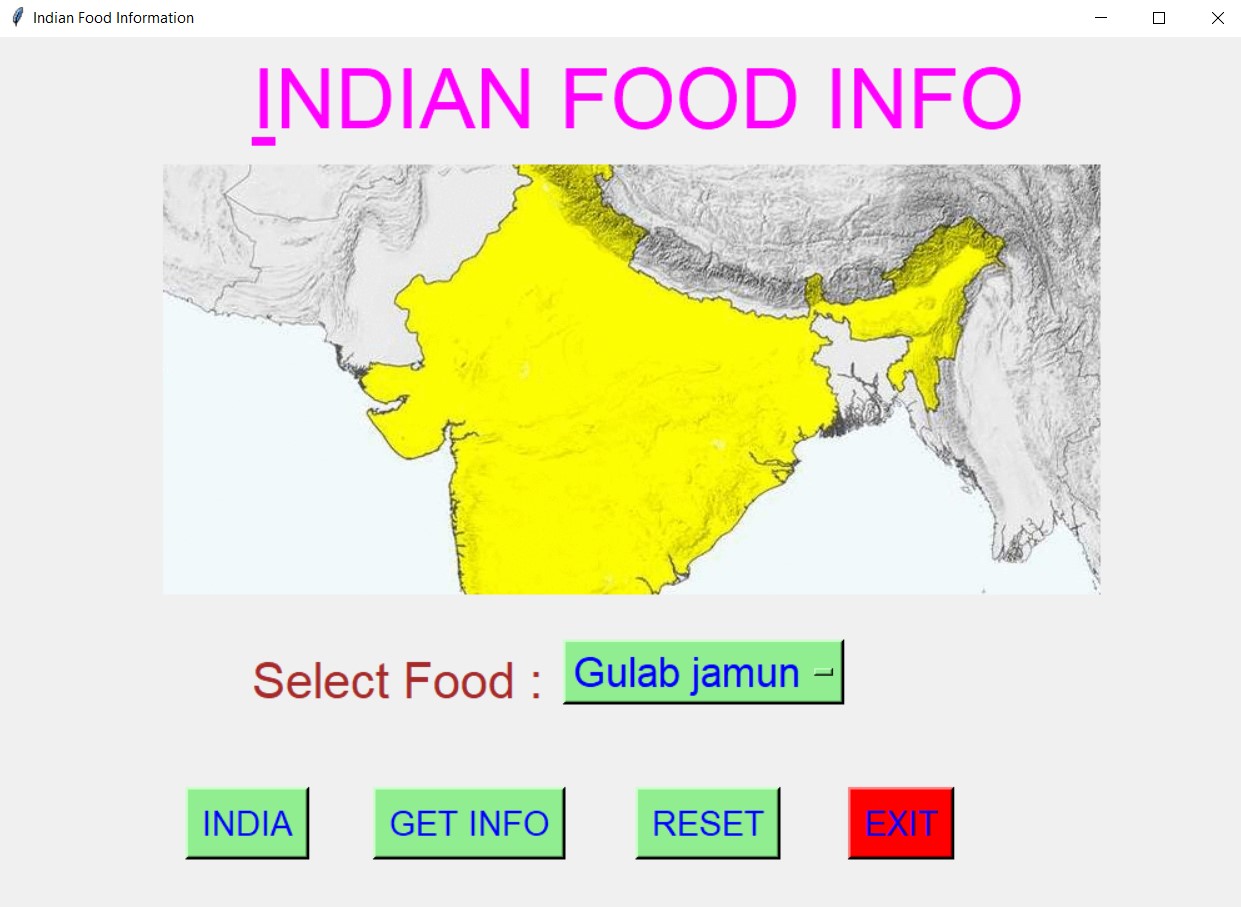 Indian Food Information
INDIAN FOOD INFO
Select Food : Gulab jamun
INDIA GET INFO RESET EXIT